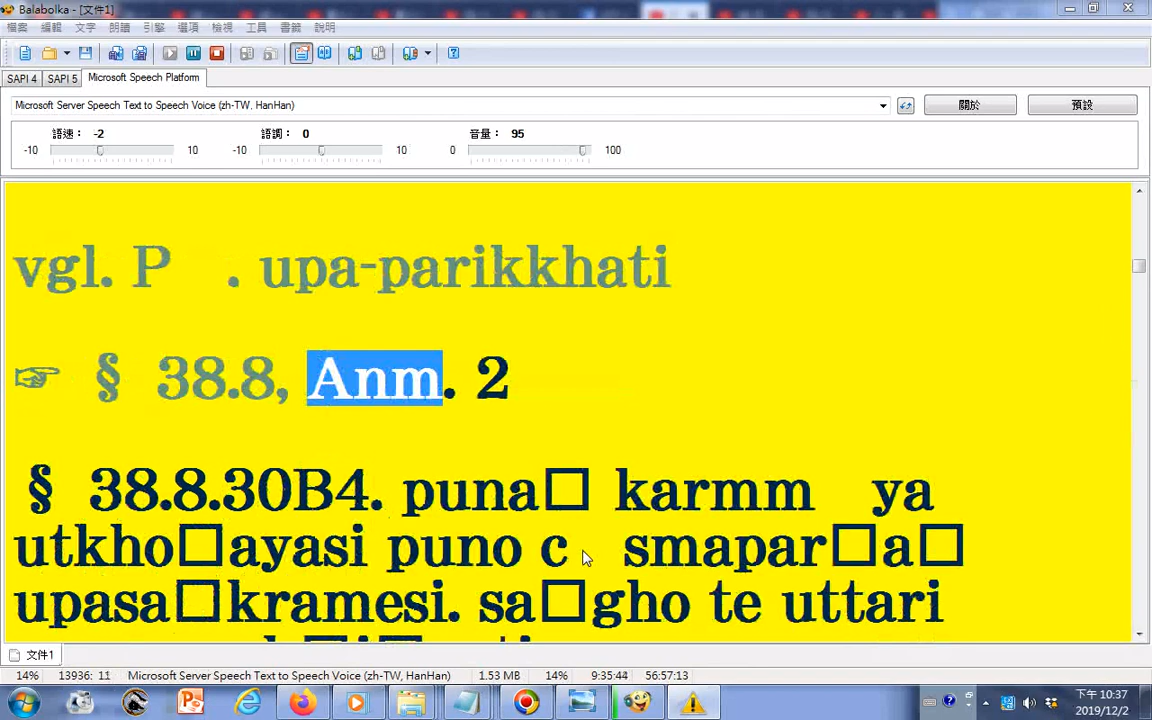 Balabolka - [文件1]
檔案 編輯 文字 朗讀 引擎 選項 檢視 工具 書籤 說明
SAPI 4 SAPI 5 Microsoft Speech Platform
Microsoft Server Speech Text to Speech Voice (zh-TW, HanHan) 關於 預設
語速： -2 語調： 0 音量： 95
-10 10 -10 10 0 100
vgl. P . upa-parikkhati
☞ § 38.8, Anm. 2
§ 38.8.30B4. puna□ karmm ya
utkho□ayasi puno c smapar□a□
upasa□kramesi. sa□gho te uttari
文件1
14% 13936: 11 Microsoft Server Speech Text to Speech Voice (zh-TW, HanHan) 1.53 MB 14% 9:35:44 56:57:13
下午 10:37
2019/12/2